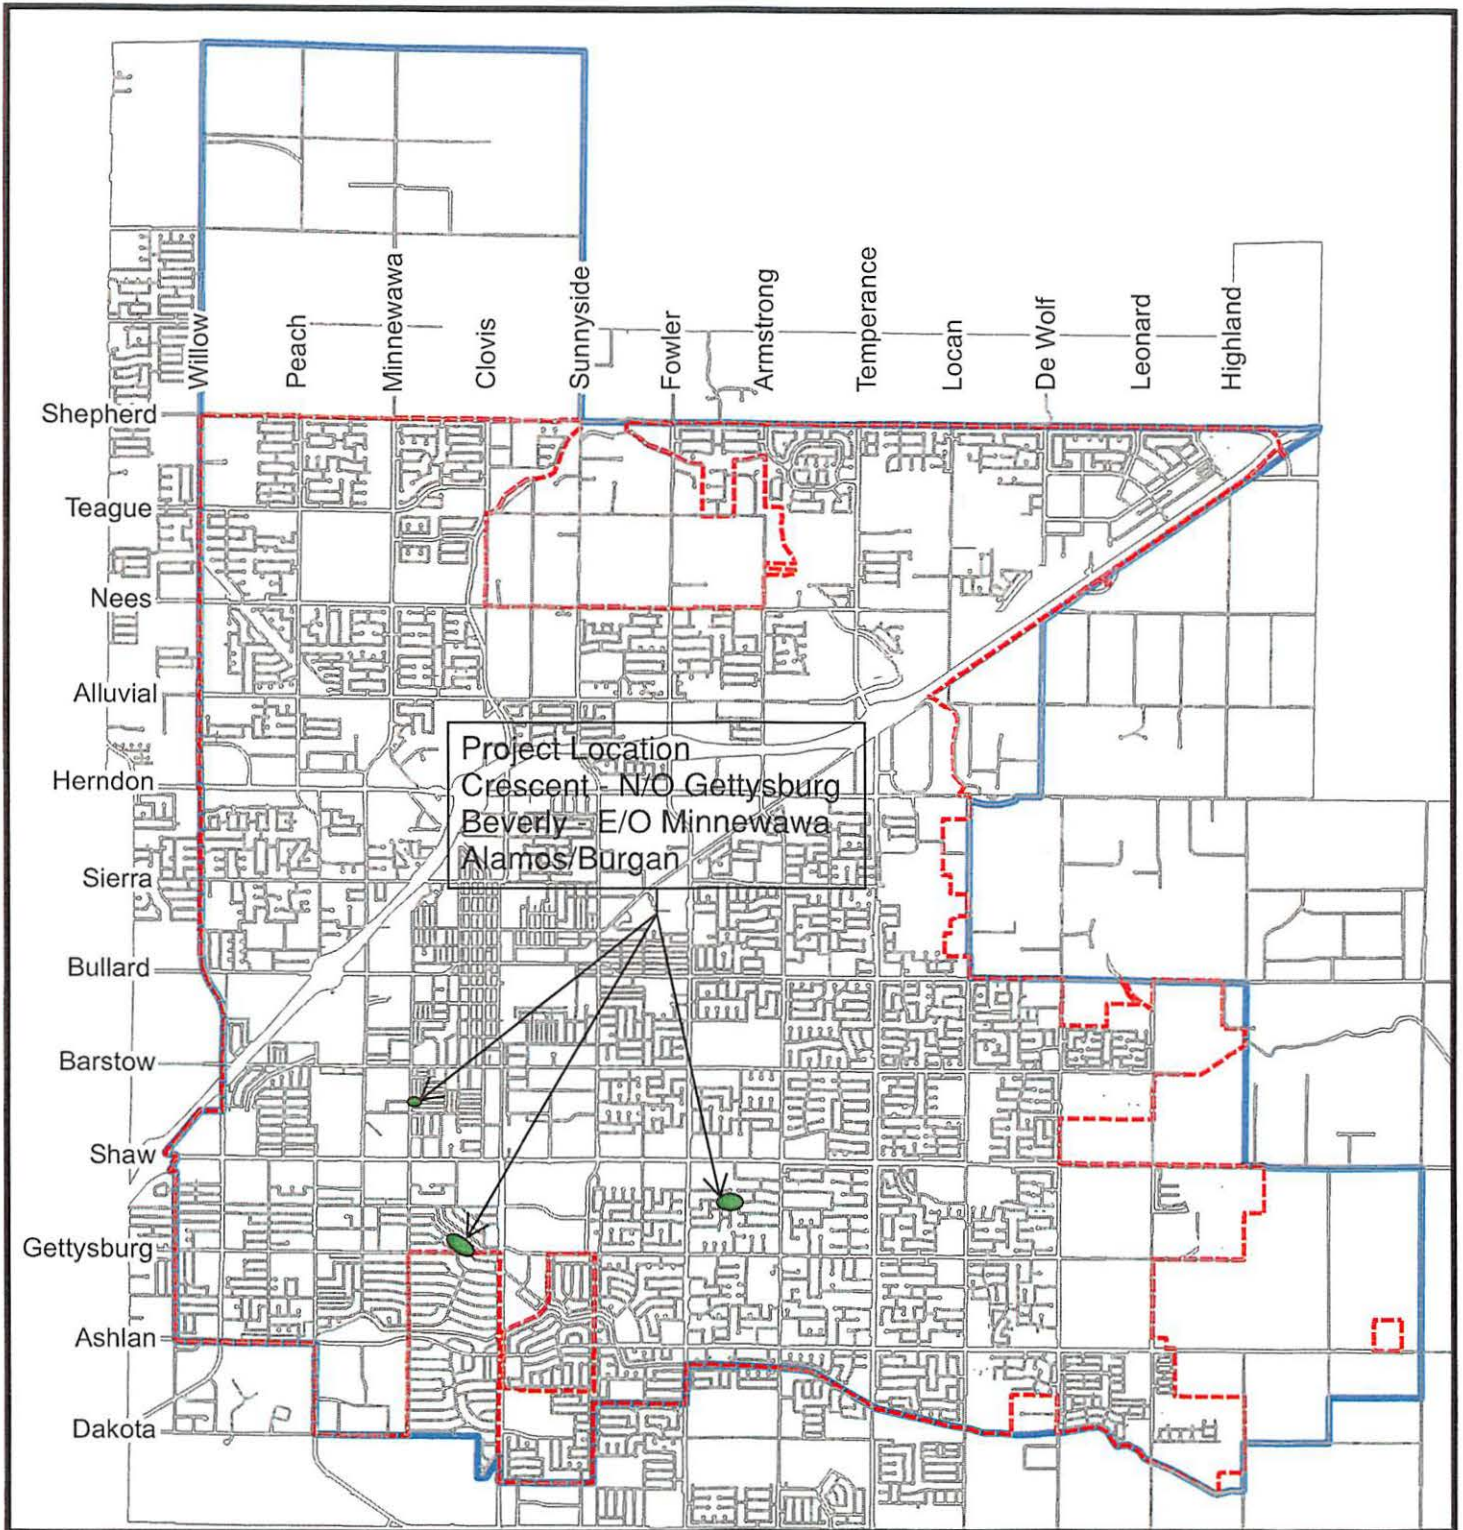 Willow
Peach
Minnewawa
Clovis
Sunnyside
Fowler
Armstrong
Temperance
Locan
De Wolf
Leonard
Highland
Shepherd
Teague
Nees
Alluvial
Herndon
Sierra
Bullard
Barstow
Shaw
Gettysburg
Ashlan
Dakota
Project Location
Crescent - N/O Gettysburg
Beverly - E/O Minnewawa
Alamos/Burgan